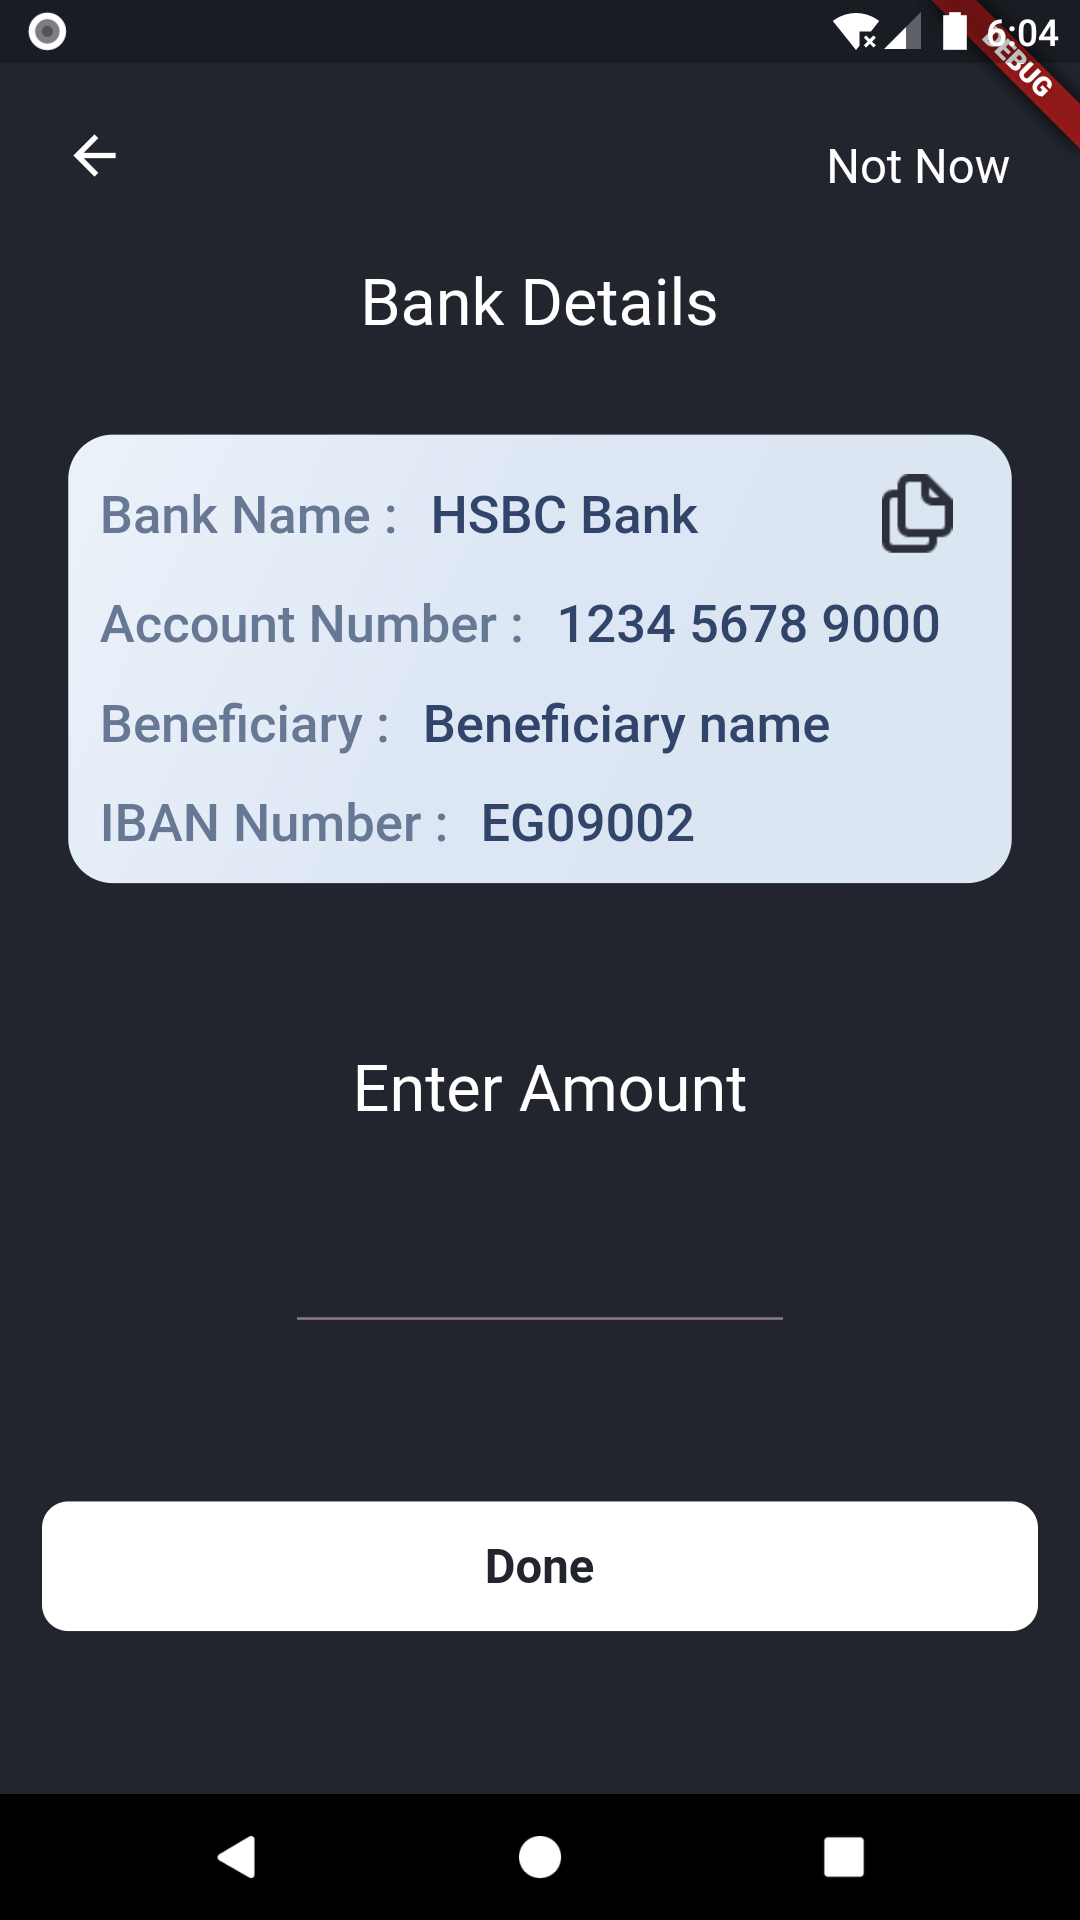 6:04
DEBUG
Not Now
Bank Details
Bank Name : HSBC Bank
Account Number : 1234 5678 9000
Beneficiary : Beneficiary name
IBAN Number : EG09002
Enter Amount
Done